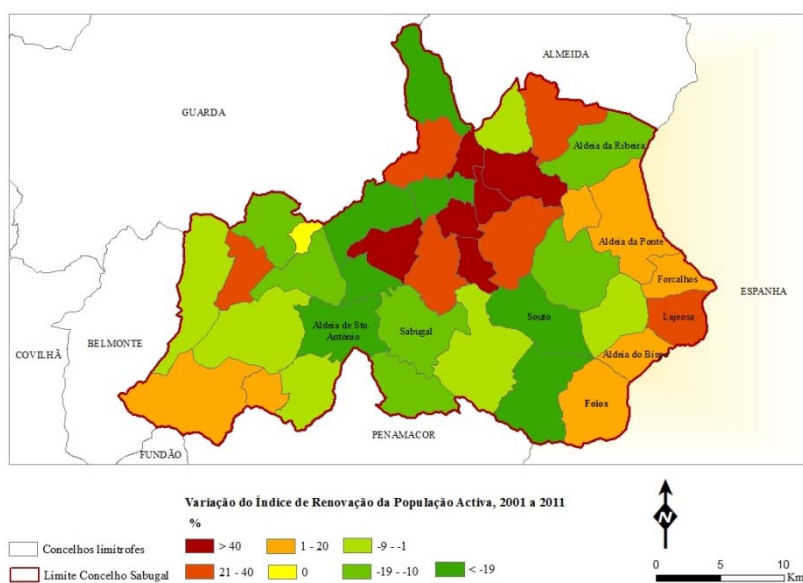 ALMEIDA
GUARDA
Aldeia da Ribeira
Aldeia da Ponte
Forcalhos
ESPANHA
Lajeosa
Aldeia de Sto.
António
Sabugal
Souto
BELMONTE
COVILHÃ
Aldeia do Bisp
Foios
PENAMACOR
FUNDÃO
Variação do Índice de Renovação da População Activa, 2001 a 2011
%
Concelhos limitrofes
> 40
1 - 20
-9 - -1
Limite Concelho Sabugal
21 - 40
0
-19 - -10
< -19
N
0 5 10
Km